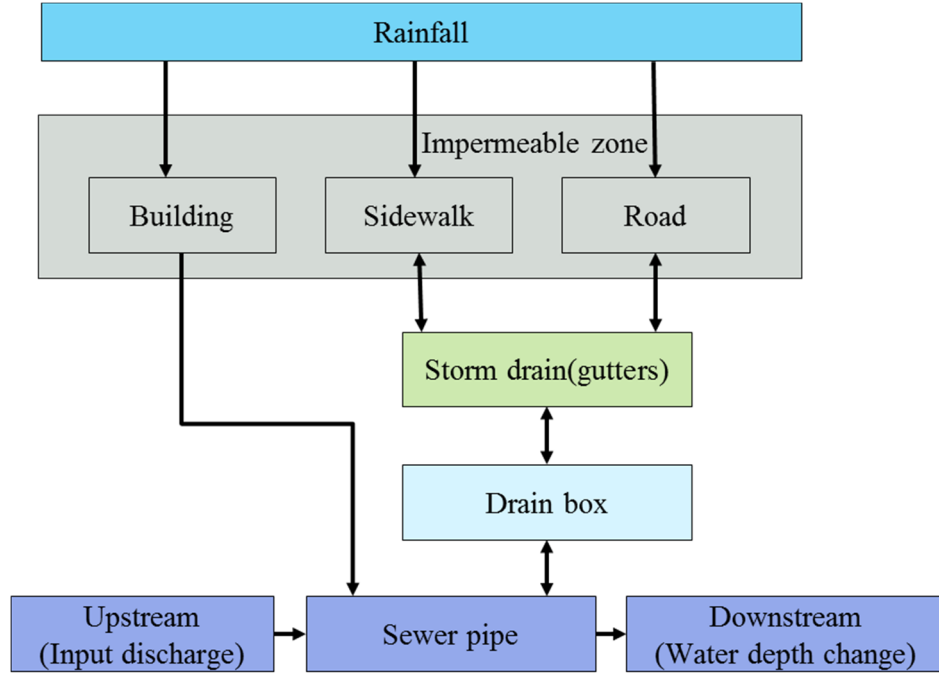 Rainfall
Impermeable zone
Building
Sidewalk
Road
Storm drain(gutters)
Drain box
Upstream
(Input discharge)
Sewer pipe
Downstream
(Water depth change)